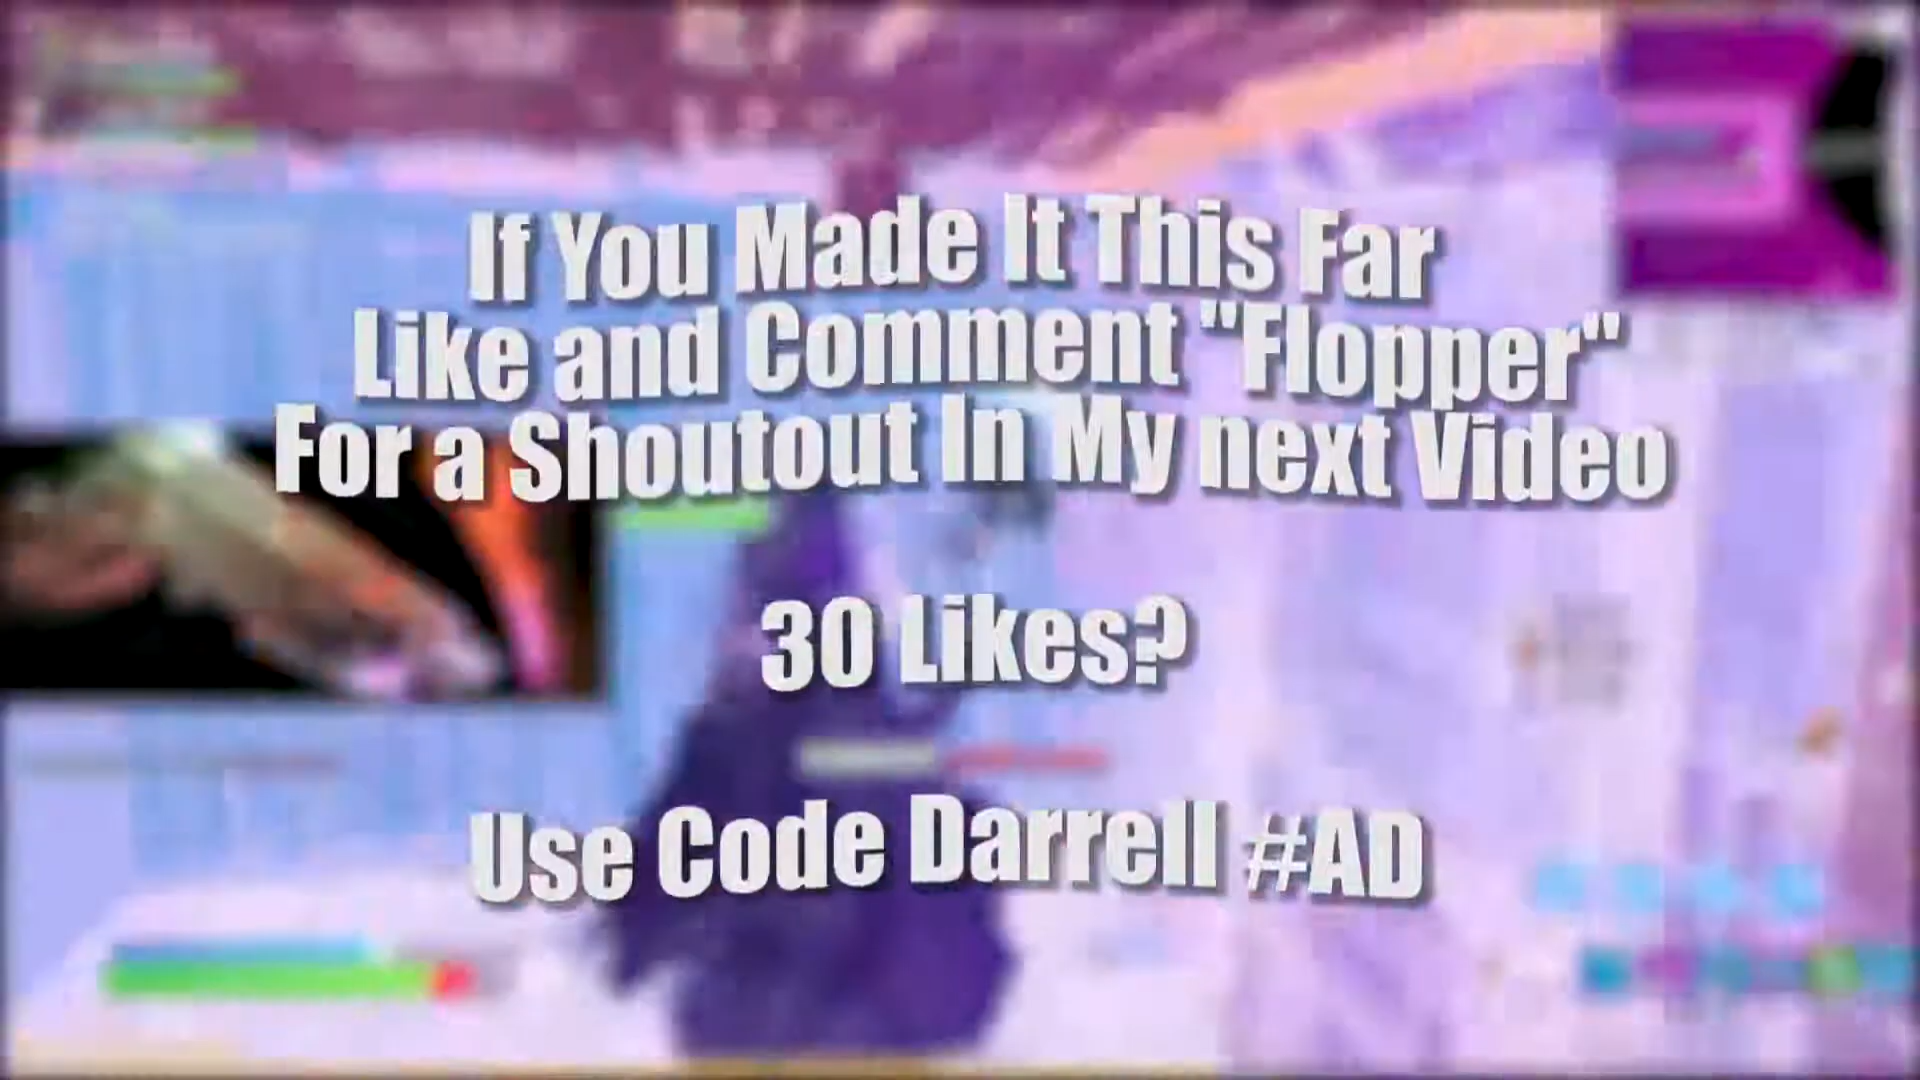 If You Made It This Far
Like and Comment "Flopper"
For a Shoutout In My next Video
30 Likes?
Use Code Darrell #AD